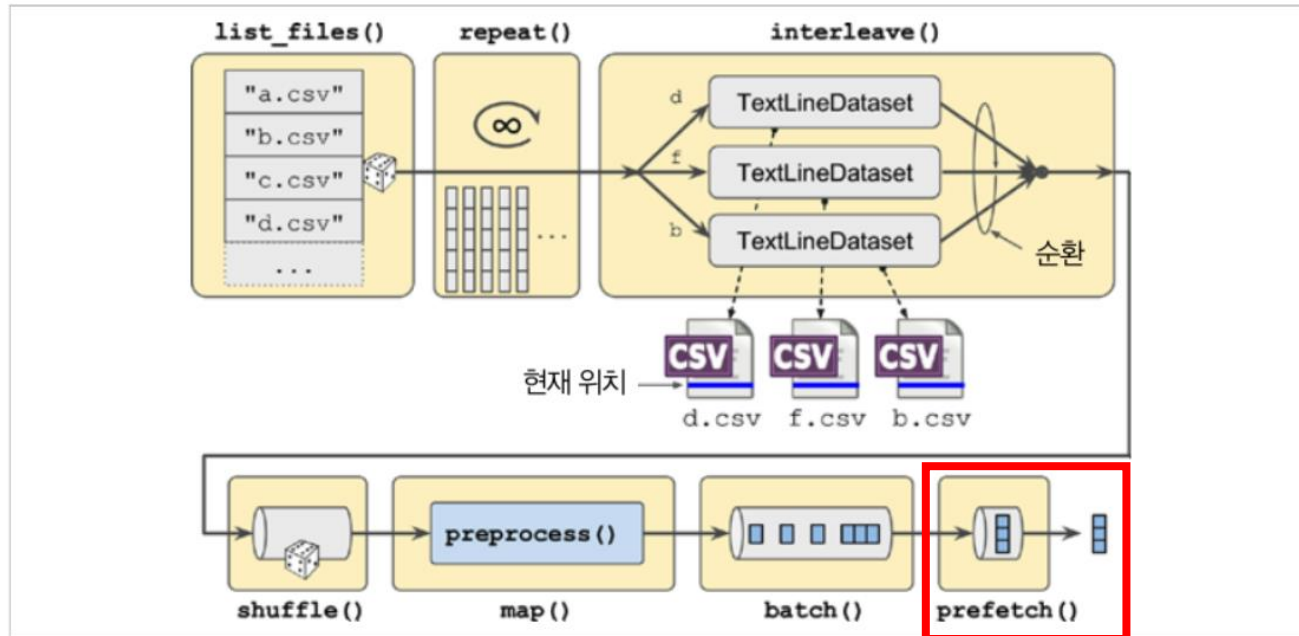 list_files()
repeat()
interleave()
"a.csv"
"b.csv"
"c.csv"
"d.csv"
...
∞
...
d
TextLineDataset
f
TextLineDataset
b
TextLineDataset
순환
CSV
CSV
CSV
현재 위치
d.csv
f.csv
b.csv
preprocess()
shuffle()
map()
batch()
prefetch()